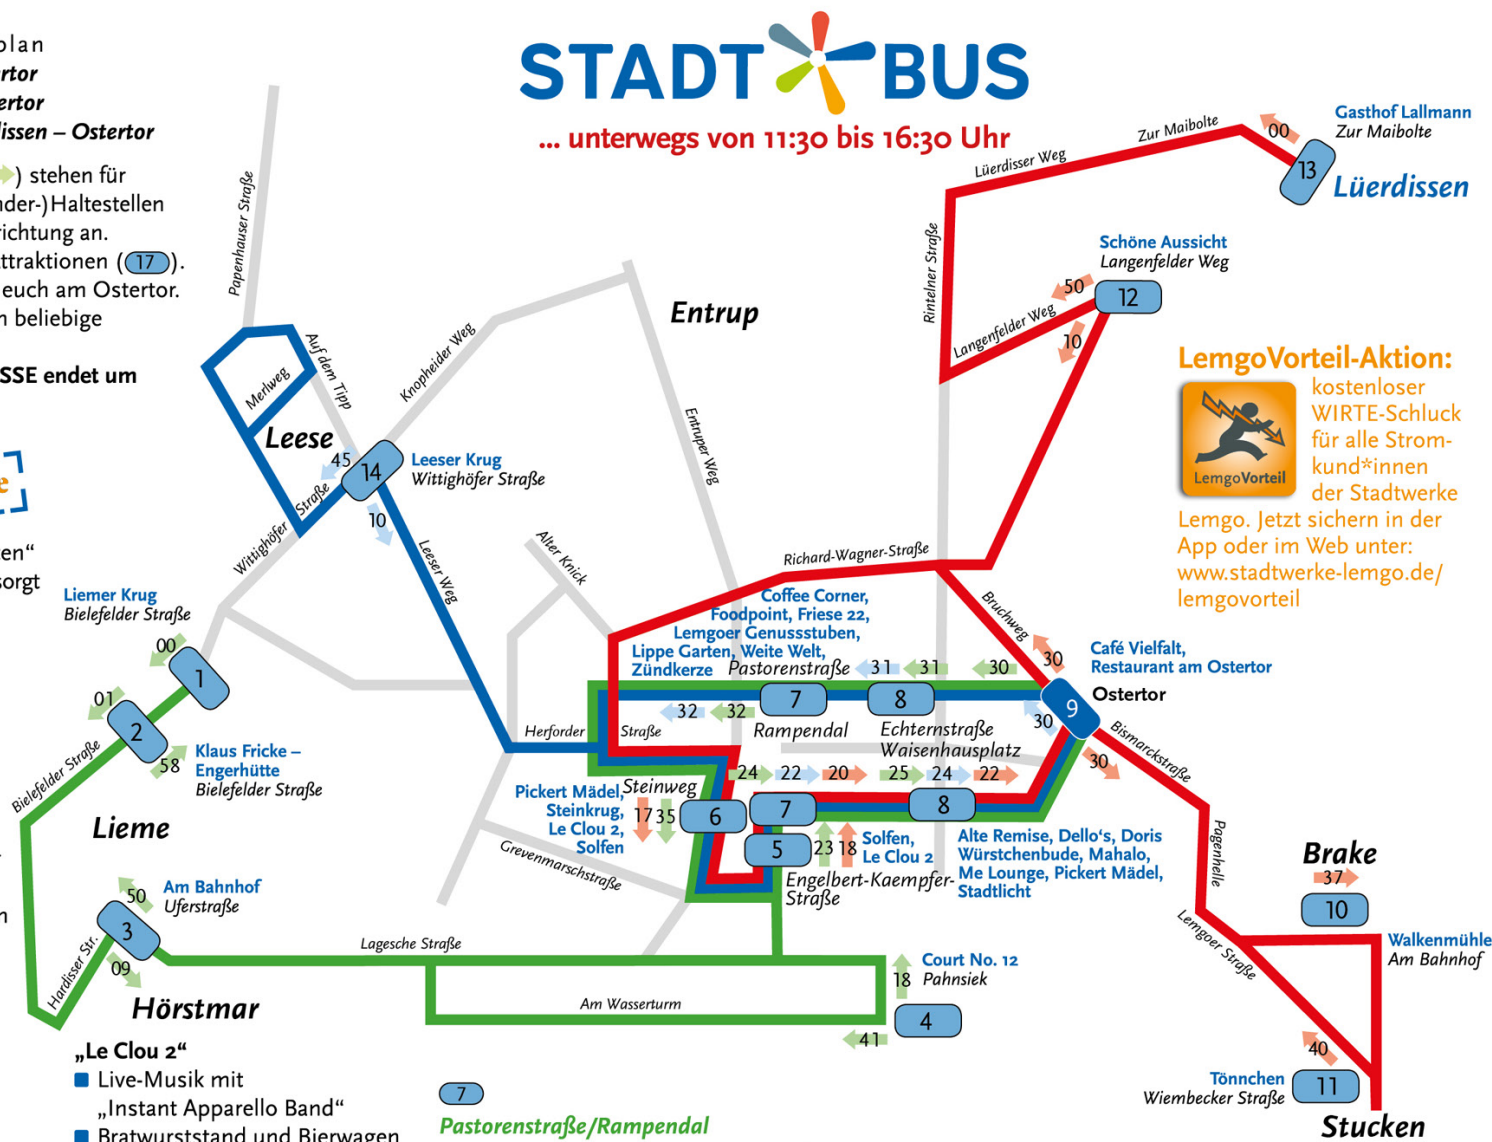 plan
ertor
ertor
dissen – Ostertor
) stehen für
nder-)Haltestellen
richtung an.
ttraktionen (17).
euch am Ostertor.
n beliebige
SSE endet um
e
ten“
sorgt
n
STADT BUS
... unterwegs von 11:30 bis 16:30 Uhr
Gasthof Lallmann
Zur Maibolte
00
13
Lüerdissen
Zur Maibolte
Lüerdisser Weg
Rintelner Straße
Schöne Aussicht
Langenfelder Weg
50
12
Langenfelder Weg
10
Papenhauser Straße
Entrup
Auf dem Tipp
Merlweg
Knopheider Weg
Entruper Weg
Leese
45
14
Leeser Krug
Wittighöfer Straße
10
Wittighöfer Straße
Leeser Weg
Alter Knick
LemgoVorteil-Aktion:
kostenloser
WIRTE-Schluck
für alle Strom-
kund*innen
der Stadtwerke
Lemgo. Jetzt sichern in der
App oder im Web unter:
www.stadtwerke-lemgo.de/
lemgovorteil
LemgoVorteil
Richard-Wagner-Straße
Bruchweg
Liemer Krug
Bielefelder Straße
00
1
01
2
58
Klaus Fricke –
Engerhütte
Bielefelder Straße
Bielefelder Straße
Lieme
Coffee Corner,
Foodpoint, Friese 22,
Lemgoer Genussstuben,
Lippe Garten, Weite Welt,
Zündkerze
Pastorenstraße
31
31
30
30
Café Vielfalt,
Restaurant am Ostertor
Ostertor
9
30
30
Bismarckstraße
32
32
7
8
Rampendal
Echternstraße
Waisenhausplatz
Herforder Straße
24
22
20
25
24
22
Steinweg
Pickert Mädel,
Steinkrug,
Le Clou 2,
Solfen
17
35
6
7
8
5
23
18
Solfen,
Le Clou 2
Engelbert-Kaempfer-
Straße
Alte Remise, Dello‘s, Doris
Würstchenbude, Mahalo,
Me Lounge, Pickert Mädel,
Stadtlicht
Grevenmarschstraße
Pagenhelle
Brake
37
10
Walkenmühle
Am Bahnhof
Lemgoer Straße
50
Am Bahnhof
Uferstraße
3
09
Hardisser Str.
Hörstmar
Lagesche Straße
Am Wasserturm
Court No. 12
Pahnsiek
18
4
41
40
Tönnchen
Wiembecker Straße
11
Stucken
„Le Clou 2“
Live-Musik mit
„Instant Apparello Band“
Bratwurststand und Bierwagen
7
Pastorenstraße/Rampendal